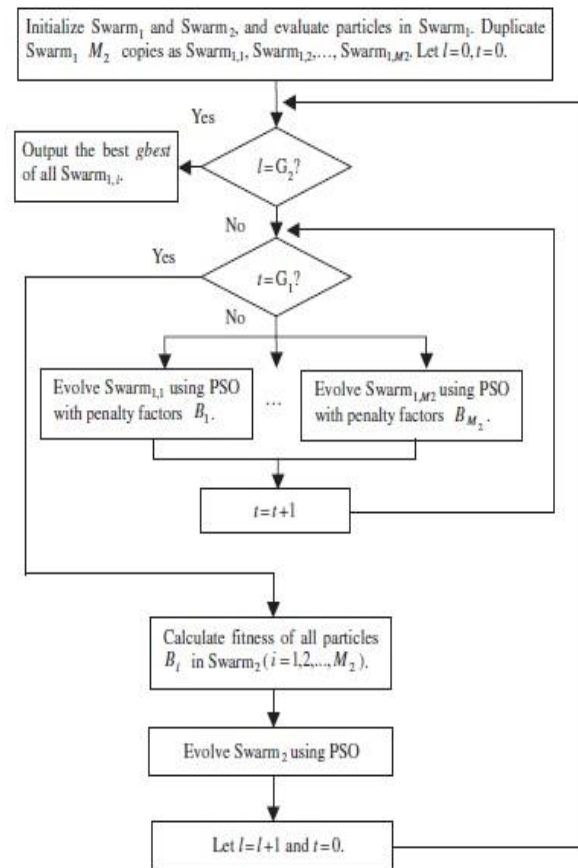 Initialize Swarm₁ and Swarm₂, and evaluate particles in Swarm₁. Duplicate
Swarm₁ M₂ copies as Swarm₁,₁, Swarm₁,₂,..., Swarm₁,M₂. Let l=0, t=0.
Yes
Output the best gbest
of all Swarm₁,ᵢ.
l=G₂?
No
Yes
t=G₁?
No
Evolve Swarm₁,₁ using PSO
with penalty factors B₁.
...
Evolve Swarm₁,M₂ using PSO
with penalty factors B_M₂.
t=t+1
Calculate fitness of all particles
Bᵢ in Swarm₂(i=1,2,...,M₂).
Evolve Swarm₂ using PSO
Let l=l+1 and t=0.